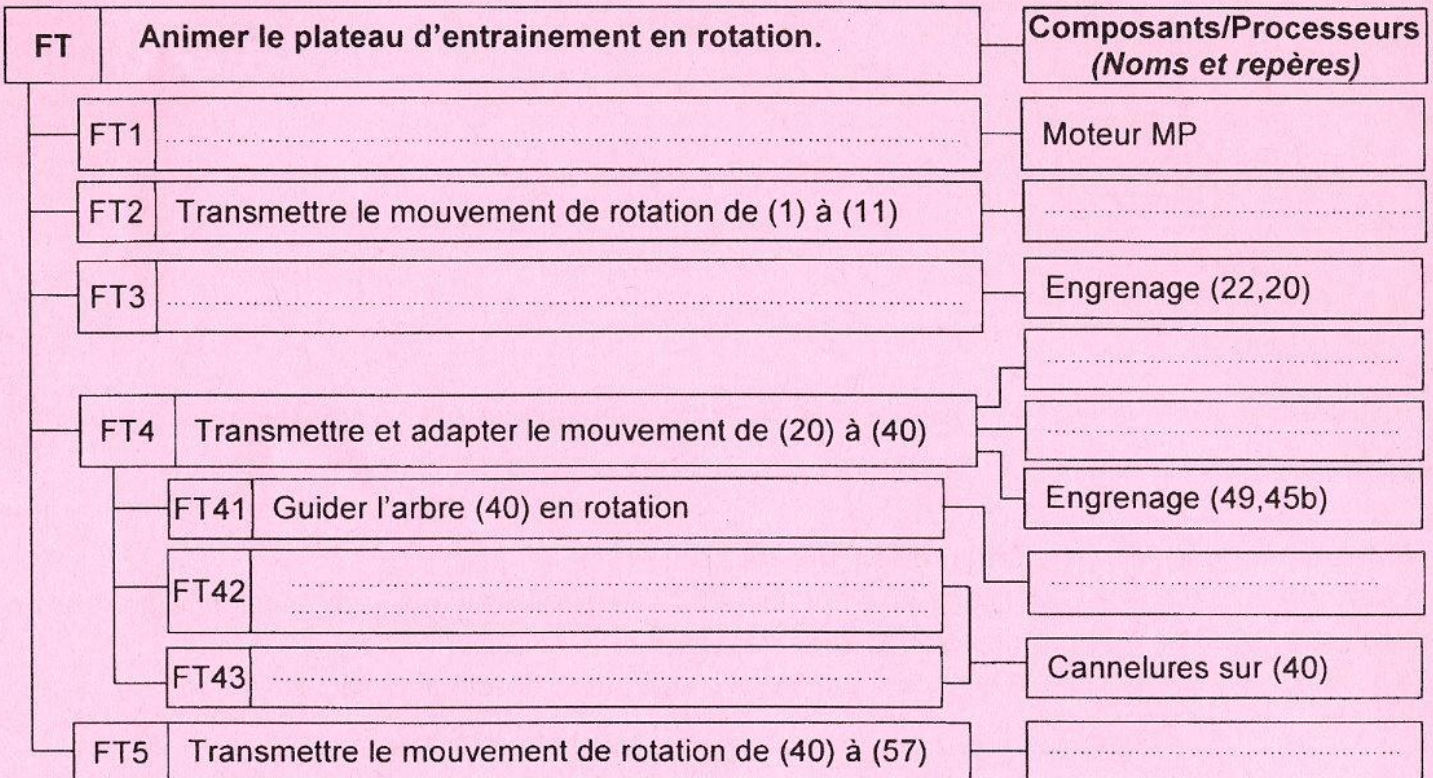 FT Animer le plateau d'entrainement en rotation.
Composants/Processeurs
(Noms et repères)
FT1 ........................................ Moteur MP
FT2 Transmettre le mouvement de rotation de (1) à (11) ........................................
FT3 ........................................ Engrenage (22,20)
........................................
FT4 Transmettre et adapter le mouvement de (20) à (40) ........................................
Engrenage (49,45b)
FT41 Guider l'arbre (40) en rotation
........................................
FT42 ........................................
........................................
FT43 ........................................ Cannelures sur (40)
FT5 Transmettre le mouvement de rotation de (40) à (57) ........................................